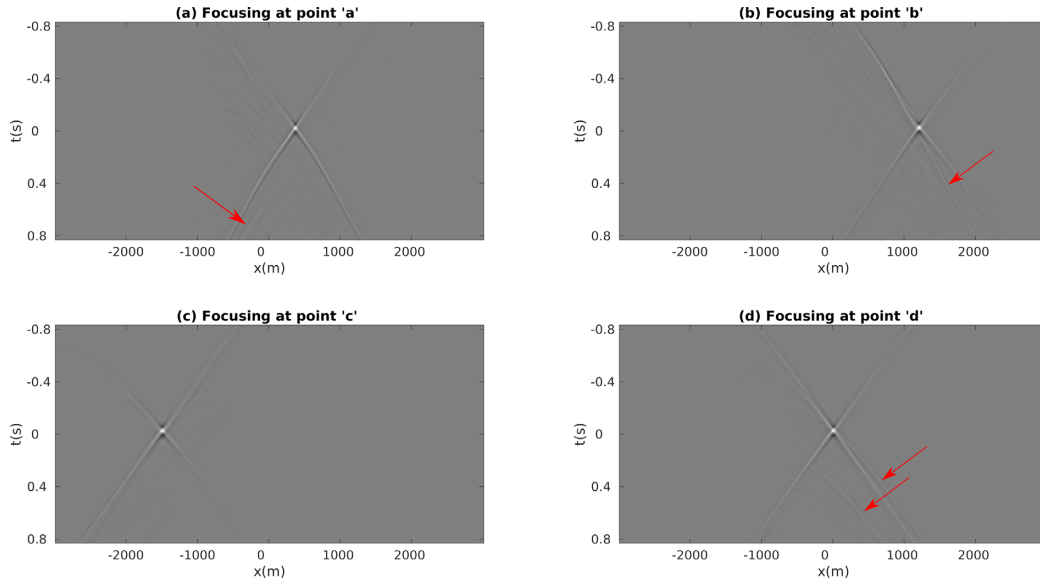 (a) Focusing at point 'a'
-0.8
-0.4
0
0.4
0.8
t(s)
-2000 -1000 0 1000 2000
x(m)
(b) Focusing at point 'b'
-0.8
-0.4
0
0.4
0.8
t(s)
-2000 -1000 0 1000 2000
x(m)
(c) Focusing at point 'c'
-0.8
-0.4
0
0.4
0.8
t(s)
-2000 -1000 0 1000 2000
x(m)
(d) Focusing at point 'd'
-0.8
-0.4
0
0.4
0.8
t(s)
-2000 -1000 0 1000 2000
x(m)